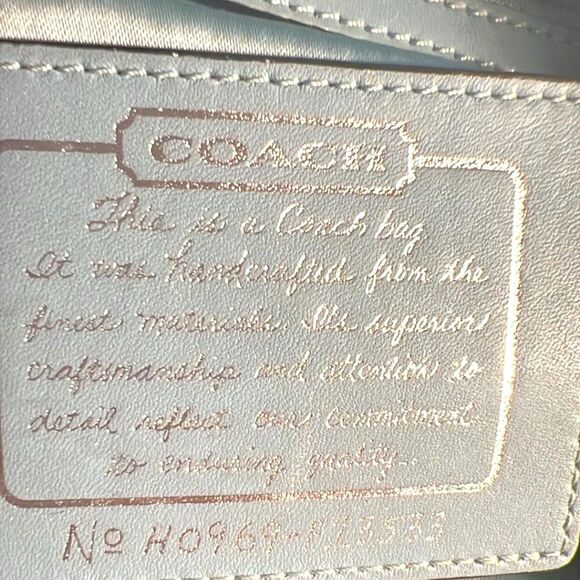 COACH
This is a Coach bag
It was handcrafted from the
finest materials. Its superior
craftsmanship and attention to
detail reflect our commitment
to enduring quality.
Nº H0969-